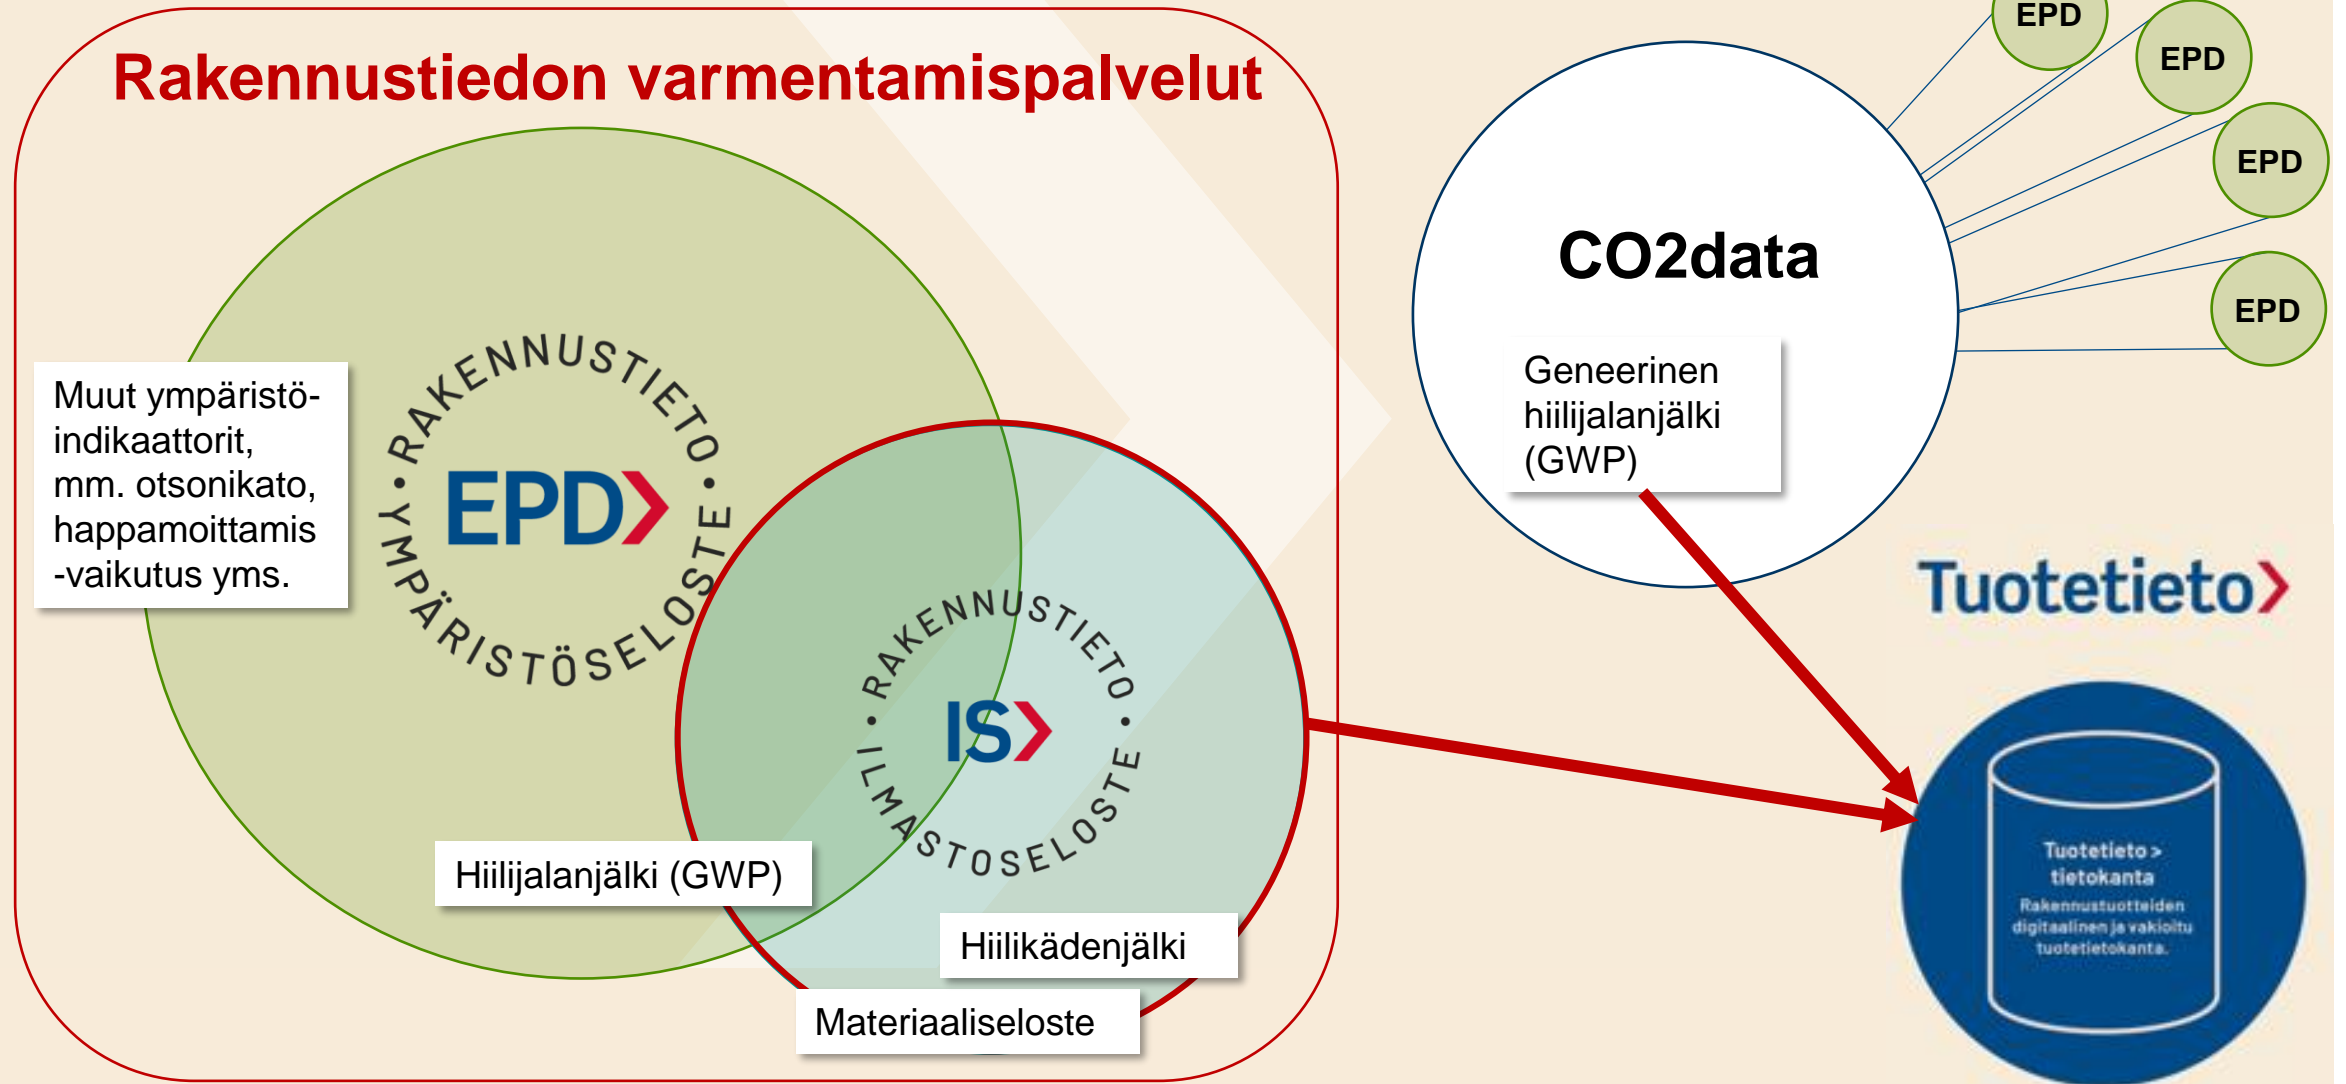 Rakennustiedon varmentamispalvelut
Muut ympäristö-
indikaattorit,
mm. otsonikato,
happamoittamis
-vaikutus yms.
• RAKENNUSTIETO •
EPD
YMPÄRISTÖSELOSTE
• RAKENNUSTIETO •
IS
ILMASTOSELOSTE
Hiilijalanjälki (GWP)
Hiilikädenjälki
Materiaaliseloste
CO2data
Geneerinen
hiilijalanjälki
(GWP)
EPD
EPD
EPD
EPD
Tuotetieto
Tuotetieto >
tietokanta
Rakennustuotteiden
digitaalinen ja vakioitu
tuotetietokanta.